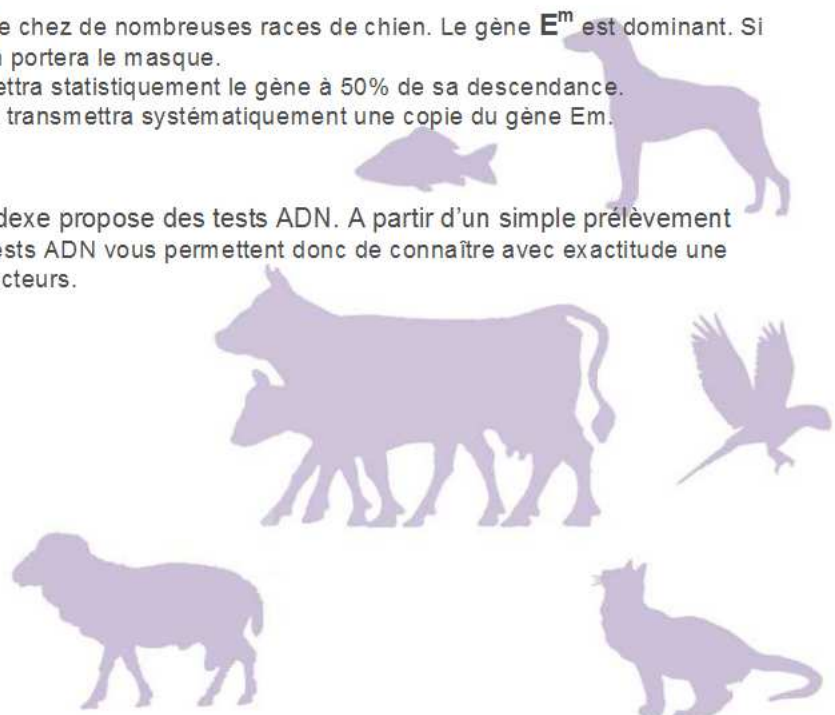 e chez de nombreuses races de chien. Le gène Eᵐ est dominant. Si
portera le masque.
ettra statistiquement le gène à 50% de sa descendance.
transmettra systématiquement une copie du gène Em.
dexe propose des tests ADN. A partir d'un simple prélèvement
ests ADN vous permettent donc de connaître avec exactitude une
cteurs.